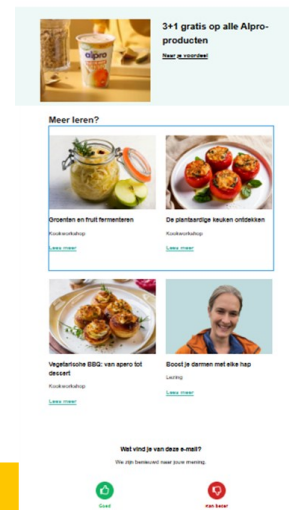 3+1 gratis op alle Alpro-
producten
Naar je voordeel
alpro
Meer leren?
Groenten en fruit fermenteren
Kookworkshop
Lees meer
De plantaardige keuken ontdekken
Kookworkshop
Lees meer
Vegetarische BBQ: van apero tot
dessert
Kookworkshop
Lees meer
Boost je darmen met elke hap
Lezing
Lees meer
Wat vind je van deze e-mail?
We zijn benieuwd naar jouw mening.
Goed
Kan beter